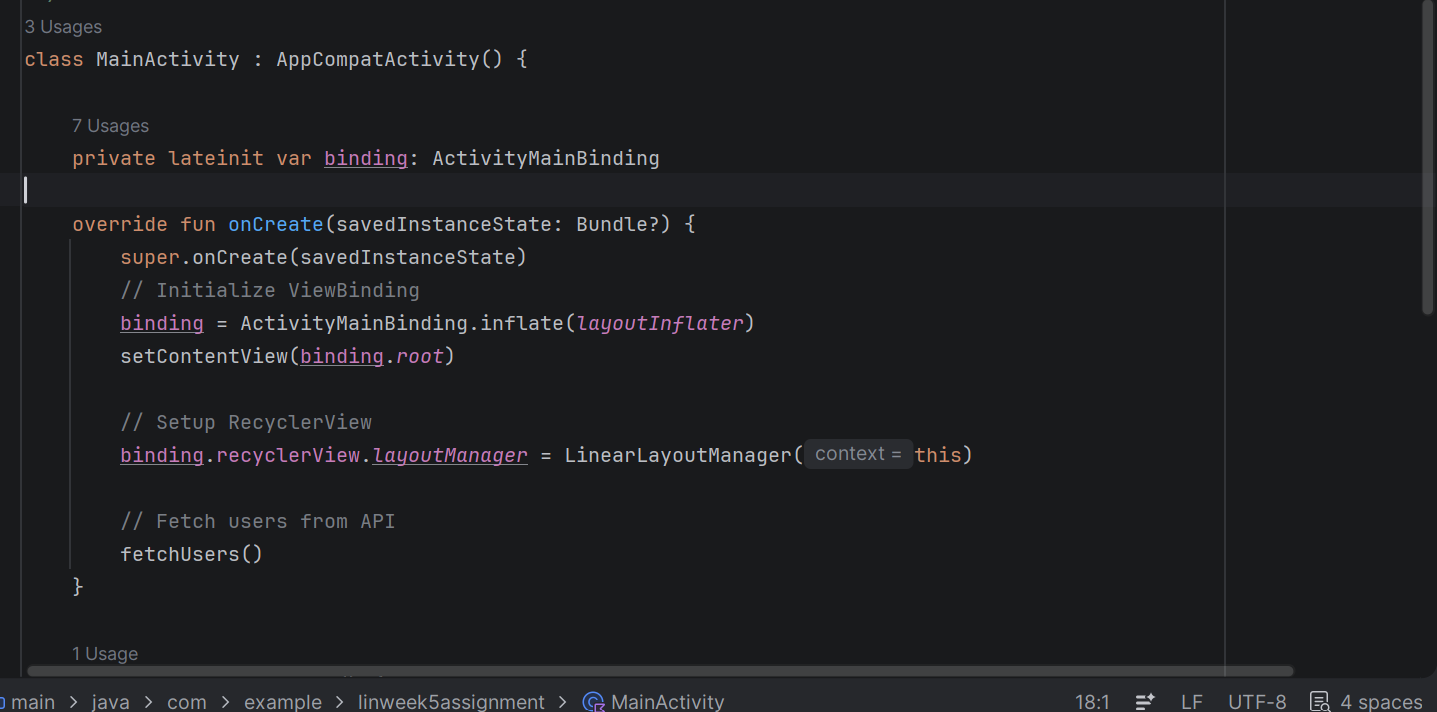 3 Usages
class MainActivity : AppCompatActivity() {
7 Usages
private lateinit var binding: ActivityMainBinding
override fun onCreate(savedInstanceState: Bundle?) {
super.onCreate(savedInstanceState)
// Initialize ViewBinding
binding = ActivityMainBinding.inflate(layoutInflater)
setContentView(binding.root)
// Setup RecyclerView
binding.recyclerView.layoutManager = LinearLayoutManager( context = this)
// Fetch users from API
fetchUsers()
}
1 Usage
main > java > com > example > linweek5assignment > MainActivity 18:1 LF UTF-8 4 spaces